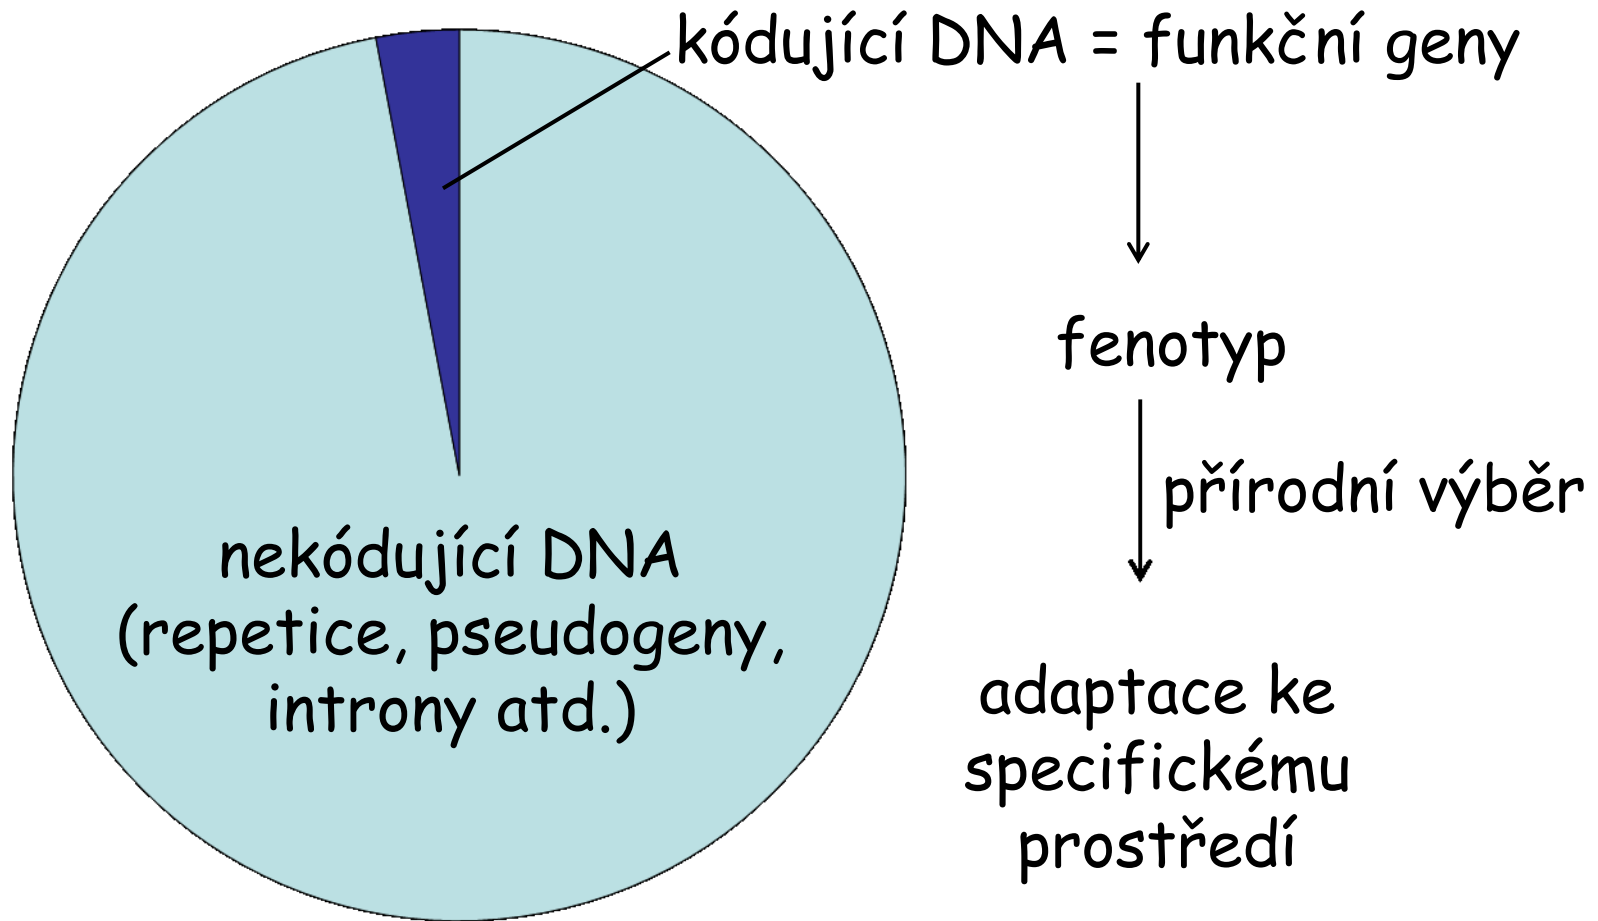 kódující DNA = funkční geny
fenotyp
přírodní výběr
nekódující DNA
(repetice, pseudogeny,
introny atd.)
adaptace ke
specifickému
prostředí